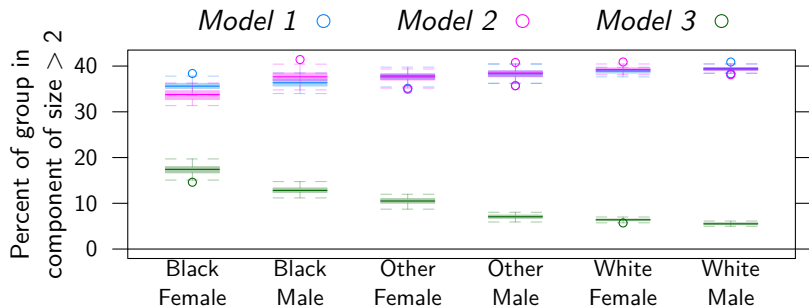 Model 1 Model 2 Model 3
Percent of group in
component of size > 2
40
30
20
10
0
Black Female
Black Male
Other Female
Other Male
White Female
White Male